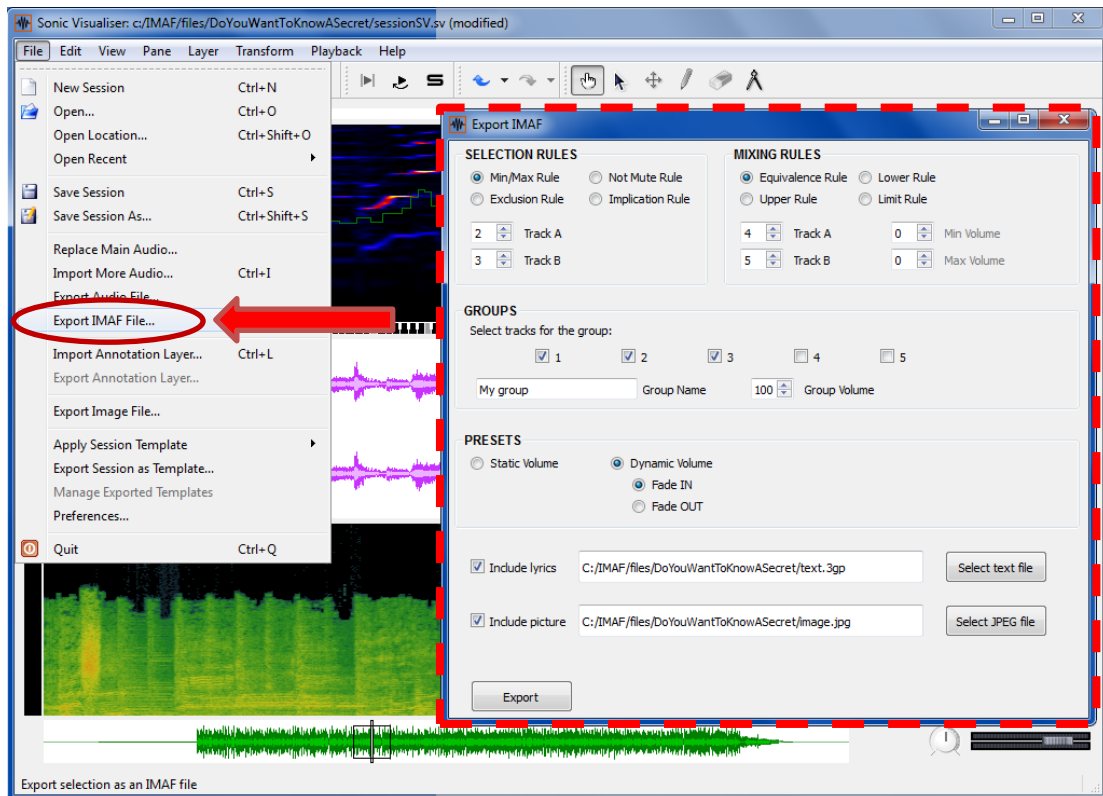 Sonic Visualiser: c:/IMAF/files/DoYouWantToKnowASecret/sessionSV.sv (modified)
File Edit View Pane Layer Transform Playback Help
New Session Ctrl+N
Open... Ctrl+O
Open Location... Ctrl+Shift+O
Open Recent
Save Session Ctrl+S
Save Session As... Ctrl+Shift+S
Replace Main Audio...
Import More Audio... Ctrl+I
Export Audio File...
Export IMAF File...
Import Annotation Layer... Ctrl+L
Export Annotation Layer...
Export Image File...
Apply Session Template
Export Session as Template...
Manage Exported Templates
Preferences...
Quit Ctrl+Q
Export IMAF
SELECTION RULES
Min/Max Rule Not Mute Rule
Exclusion Rule Implication Rule
2 Track A
3 Track B
MIXING RULES
Equivalence Rule Lower Rule
Upper Rule Limit Rule
4 Track A 0 Min Volume
5 Track B 0 Max Volume
GROUPS
Select tracks for the group:
1 2 3 4 5
My group Group Name 100 Group Volume
PRESETS
Static Volume Dynamic Volume
Fade IN
Fade OUT
Include lyrics C:/IMAF/files/DoYouWantToKnowASecret/text.3gp Select text file
Include picture C:/IMAF/files/DoYouWantToKnowASecret/image.jpg Select JPEG file
Export
Export selection as an IMAF file